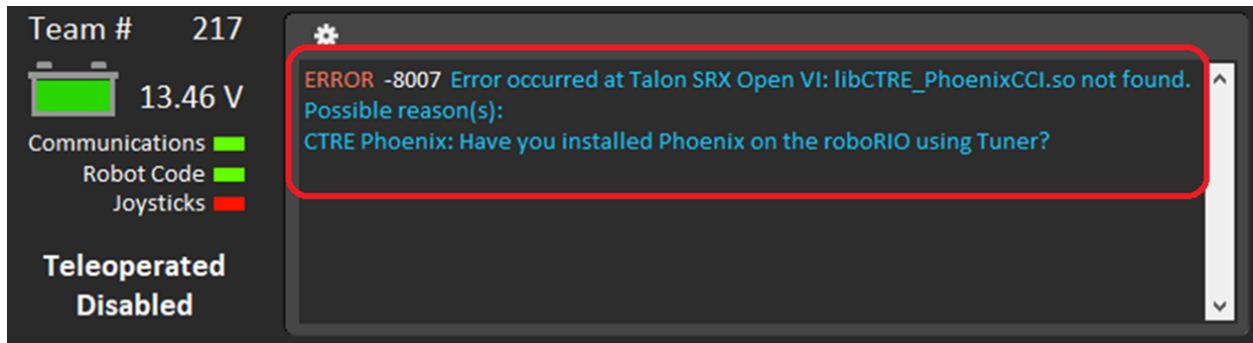 Team # 217
13.46 V
Communications
Robot Code
Joysticks
Teleoperated
Disabled
ERROR -8007 Error occurred at Talon SRX Open VI: libCTRE_PhoenixCCI.so not found.
Possible reason(s):
CTRE Phoenix: Have you installed Phoenix on the roboRIO using Tuner?